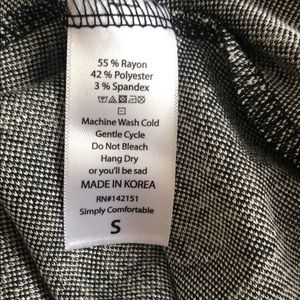 55 % Rayon
42 % Polyester
3 % Spandex
Machine Wash Cold
Gentle Cycle
Do Not Bleach
Hang Dry
or you'll be sad
MADE IN KOREA
RN#142151
Simply Comfortable
S